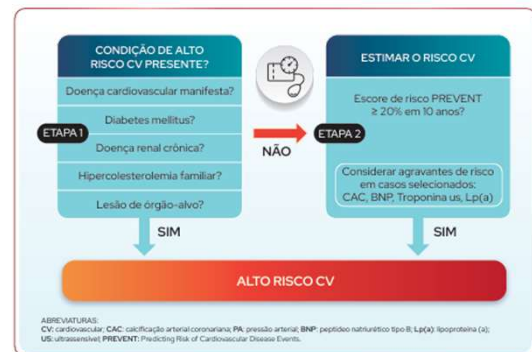 CONDIÇÃO DE ALTO
RISCO CV PRESENTE?
Doença cardiovascular manifesta?
Diabetes mellitus?
ETAPA 1
Doença renal crônica?
Hipercolesterolemia familiar?
Lesão de órgão-alvo?
SIM
NÃO
ESTIMAR O RISCO CV
Escore de risco PREVENT
≥ 20% em 10 anos?
ETAPA 2
Considerar agravantes de risco
em casos selecionados:
CAC, BNP, Troponina us, Lp(a)
SIM
ALTO RISCO CV
ABREVIATURAS:
CV: cardiovascular; CAC: calcificação arterial coronariana; PA: pressão arterial; BNP: peptídeo natriurético tipo B; Lp(a): lipoproteína (a);
US: ultrassensível; PREVENT: Predicting Risk of Cardiovascular Disease Events.